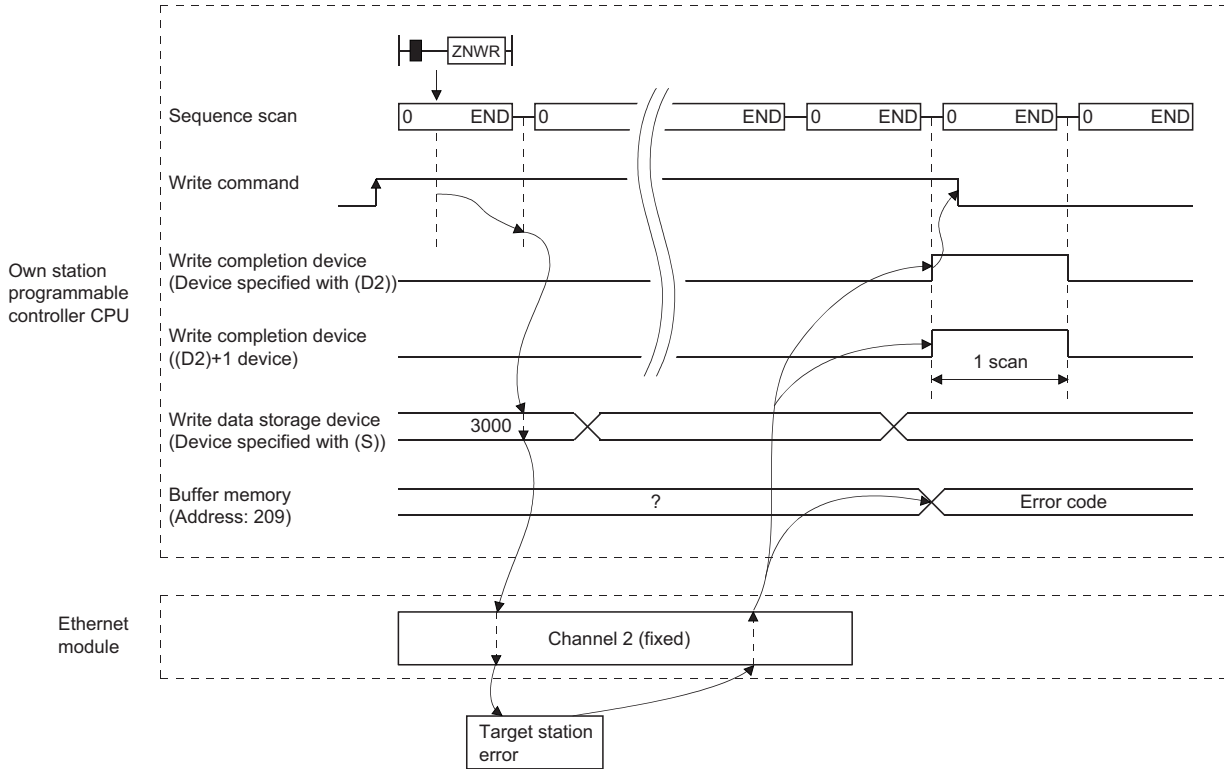 ZNWR
Sequence scan
0 END 0 END 0 END 0 END 0 END
Write command
Own station
programmable
controller CPU
Write completion device
(Device specified with (D2))
Write completion device
((D2)+1 device)
1 scan
Write data storage device
(Device specified with (S))
3000
Buffer memory
(Address: 209)
?
Error code
Ethernet
module
Channel 2 (fixed)
Target station
error